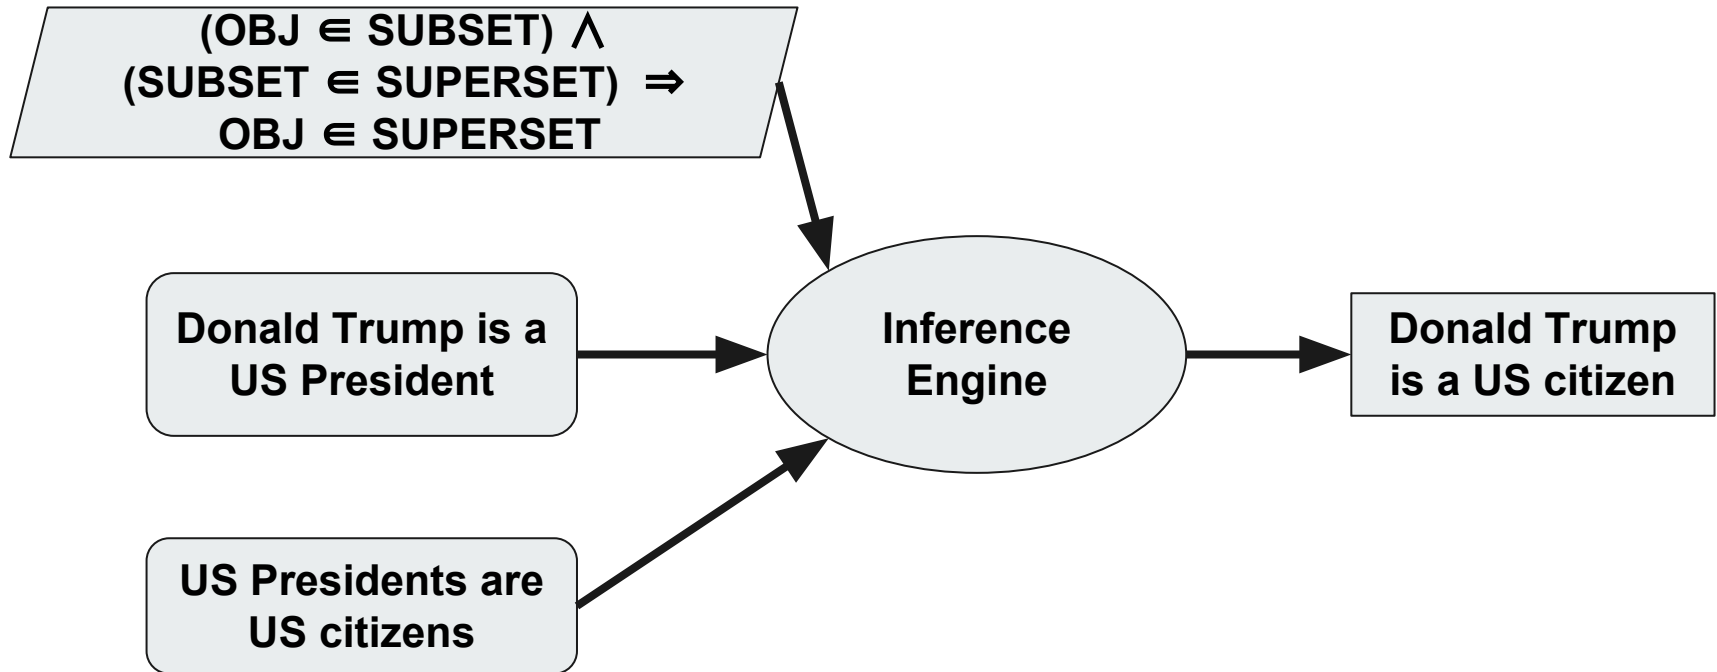 (OBJ ∈ SUBSET) ∧
(SUBSET ∈ SUPERSET) ⇒
OBJ ∈ SUPERSET
Donald Trump is a
US President
Inference
Engine
Donald Trump
is a US citizen
US Presidents are
US citizens